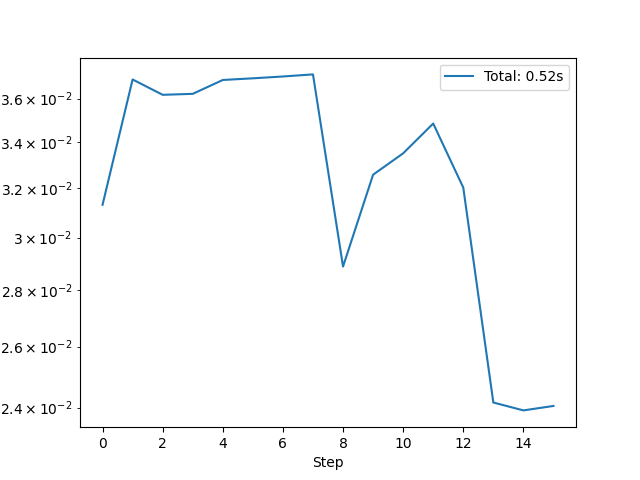 Total: 0.52s
3.6 × 10⁻²
3.4 × 10⁻²
3.2 × 10⁻²
3 × 10⁻²
2.8 × 10⁻²
2.6 × 10⁻²
2.4 × 10⁻²
0 2 4 6 8 10 12 14
Step